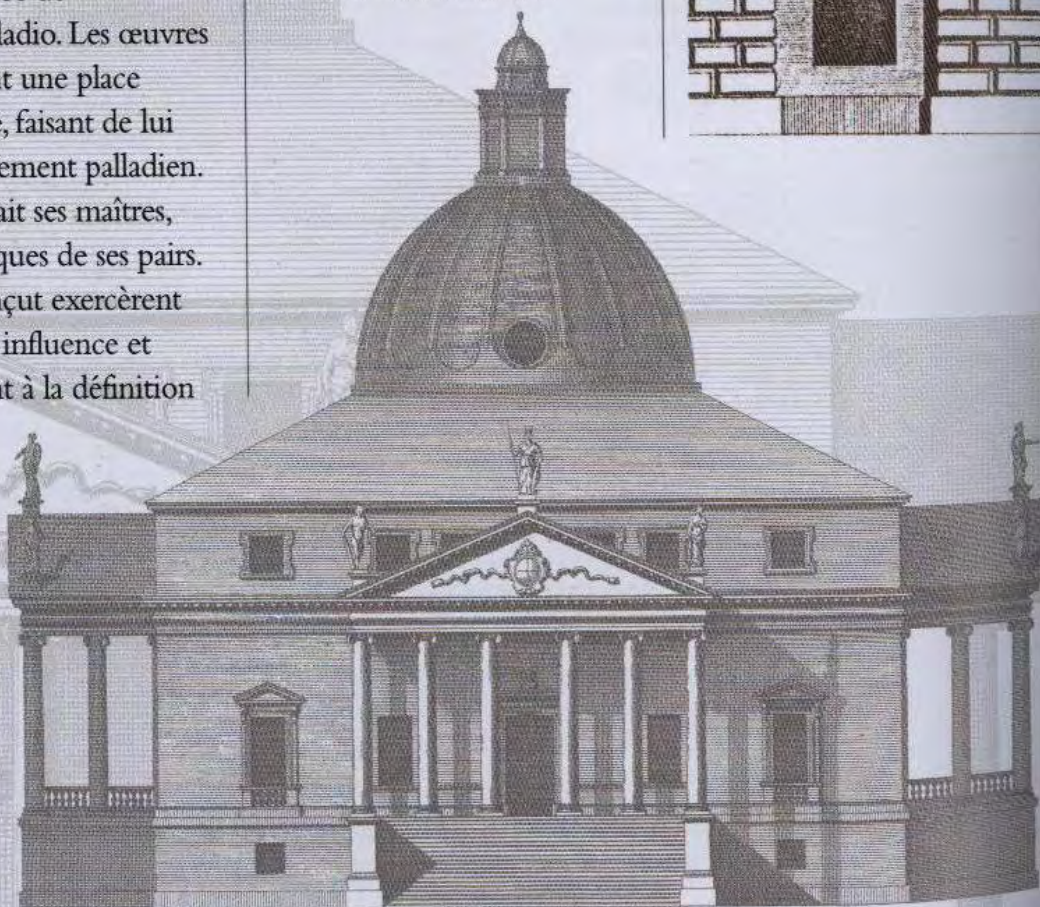 ladio. Les œuvres
une place
, faisant de lui
ement palladien.
ait ses maîtres,
ques de ses pairs.
çut exercèrent
influence et
t à la définition